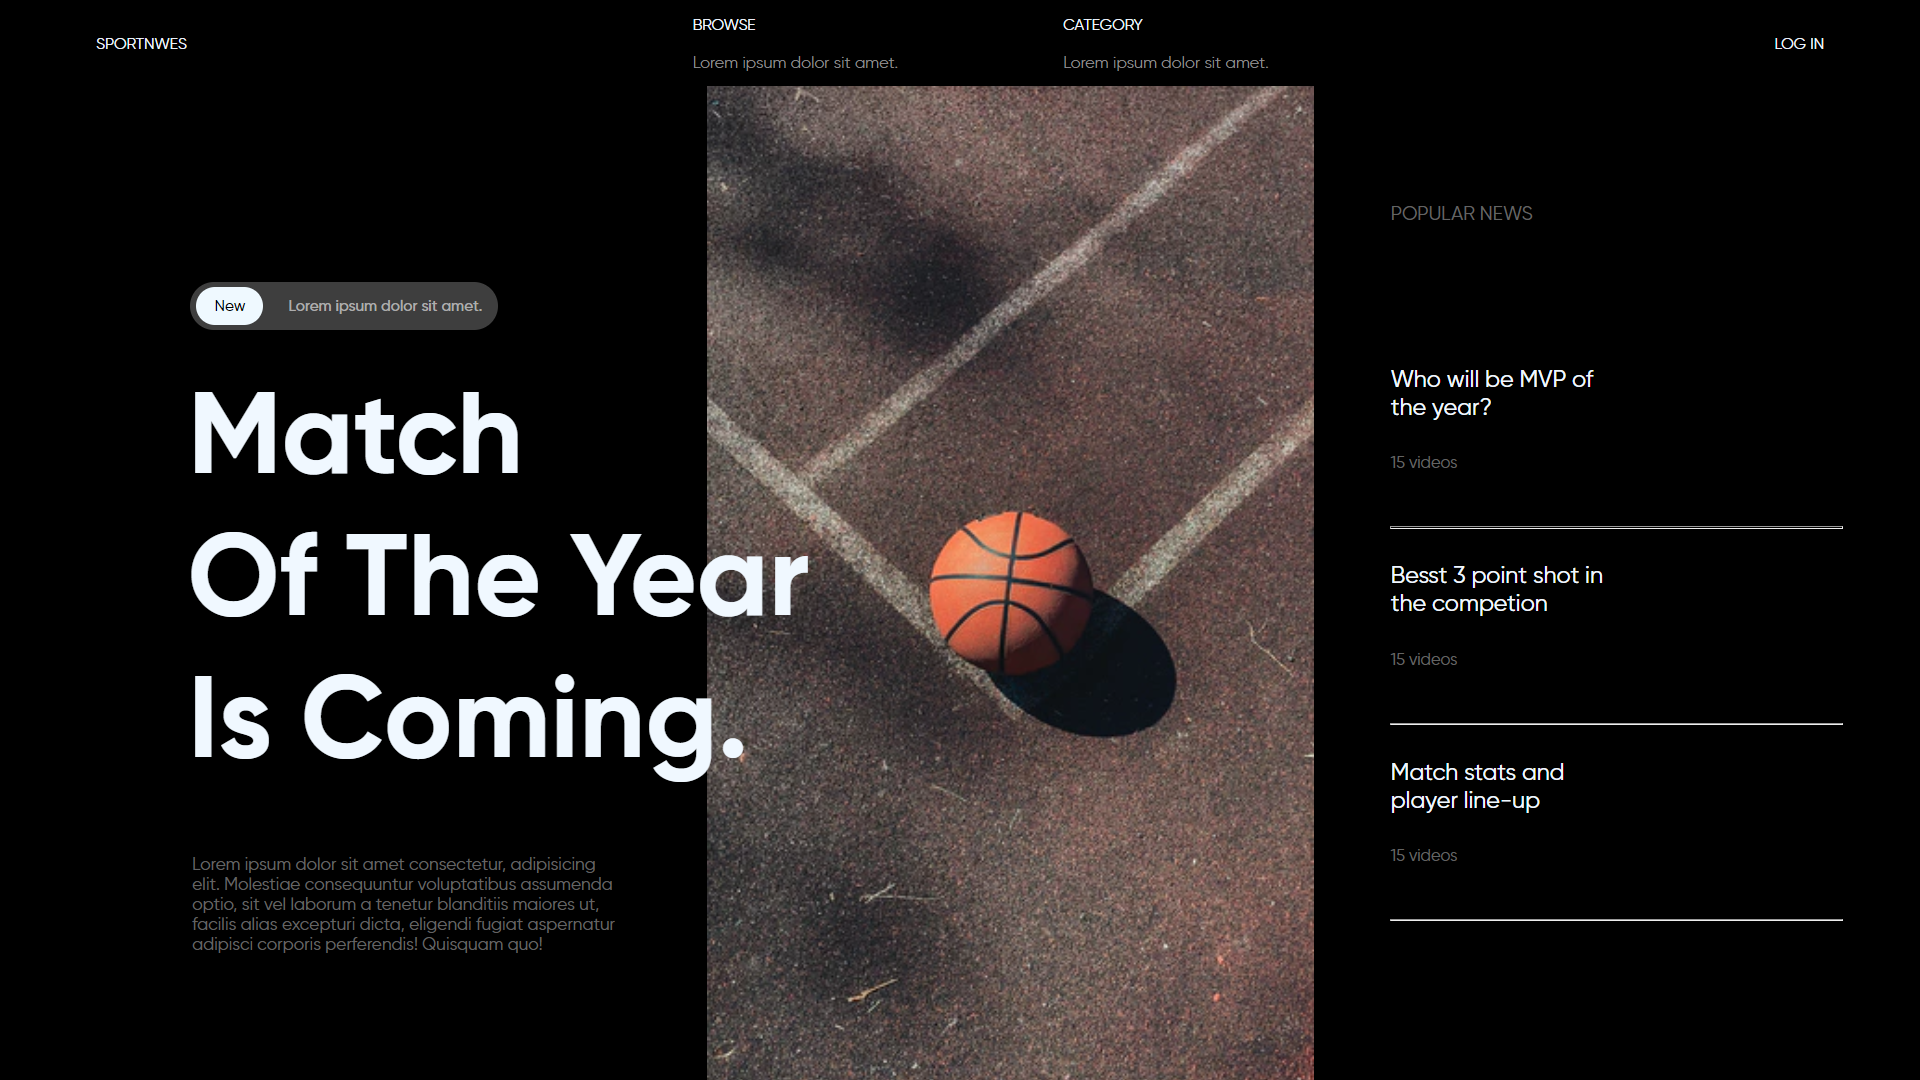 SPORTNWES
BROWSE
Lorem ipsum dolor sit amet.
CATEGORY
Lorem ipsum dolor sit amet.
LOG IN
New
Lorem ipsum dolor sit amet.
Match
Of The Year
Is Coming.
Lorem ipsum dolor sit amet consectetur, adipisicing
elit. Molestiae consequuntur voluptatibus assumenda
optio, sit vel laborum a tenetur blanditiis maiores ut,
facilis alias excepturi dicta, eligendi fugiat aspernatur
adipisci corporis perferendis! Quisquam quo!
POPULAR NEWS
Who will be MVP of
the year?
15 videos
Besst 3 point shot in
the competion
15 videos
Match stats and
player line-up
15 videos